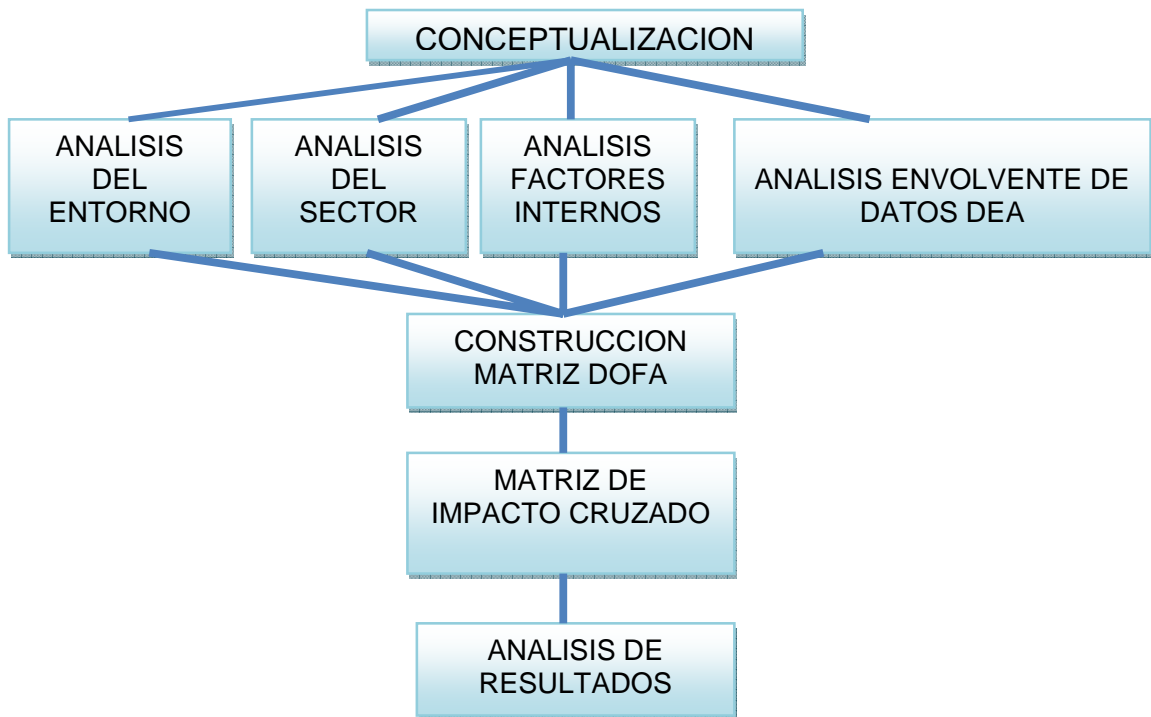 CONCEPTUALIZACION
ANALISIS
DEL
ENTORNO
ANALISIS
DEL
SECTOR
ANALISIS
FACTORES
INTERNOS
ANALISIS ENVOLVENTE DE
DATOS DEA
CONSTRUCCION
MATRIZ DOFA
MATRIZ DE
IMPACTO CRUZADO
ANALISIS DE
RESULTADOS